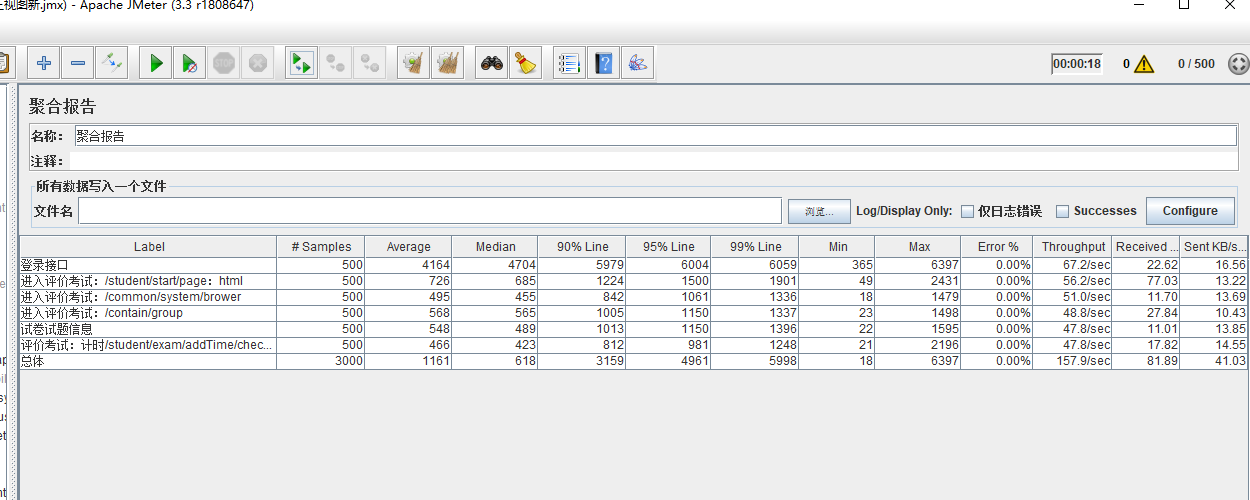 主视图新.jmx) - Apache JMeter (3.3 r1808647)
00:00:18 0 0 / 500
聚合报告
名称： 聚合报告
注释：
所有数据写入一个文件
文件名 浏览... Log/Display Only: 仅日志错误 Successes Configure
Label # Samples Average Median 90% Line 95% Line 99% Line Min Max Error % Throughput Received ... Sent KB/s...
登录接口 500 4164 4704 5979 6004 6059 365 6397 0.00% 67.2/sec 22.62 16.56
进入评价考试：/student/start/page：html 500 726 685 1224 1500 1901 49 2431 0.00% 56.2/sec 77.03 13.22
进入评价考试：/common/system/brower 500 495 455 842 1061 1336 18 1479 0.00% 51.0/sec 11.70 13.69
进入评价考试：/contain/group 500 568 565 1005 1150 1337 23 1498 0.00% 48.8/sec 27.84 10.43
试卷试题信息 500 548 489 1013 1150 1396 22 1595 0.00% 47.8/sec 11.01 13.85
评价考试：计时/student/exam/addTime/chec... 500 466 423 812 981 1248 21 2196 0.00% 47.8/sec 17.82 14.55
总体 3000 1161 618 3159 4961 5998 18 6397 0.00% 157.9/sec 81.89 41.03